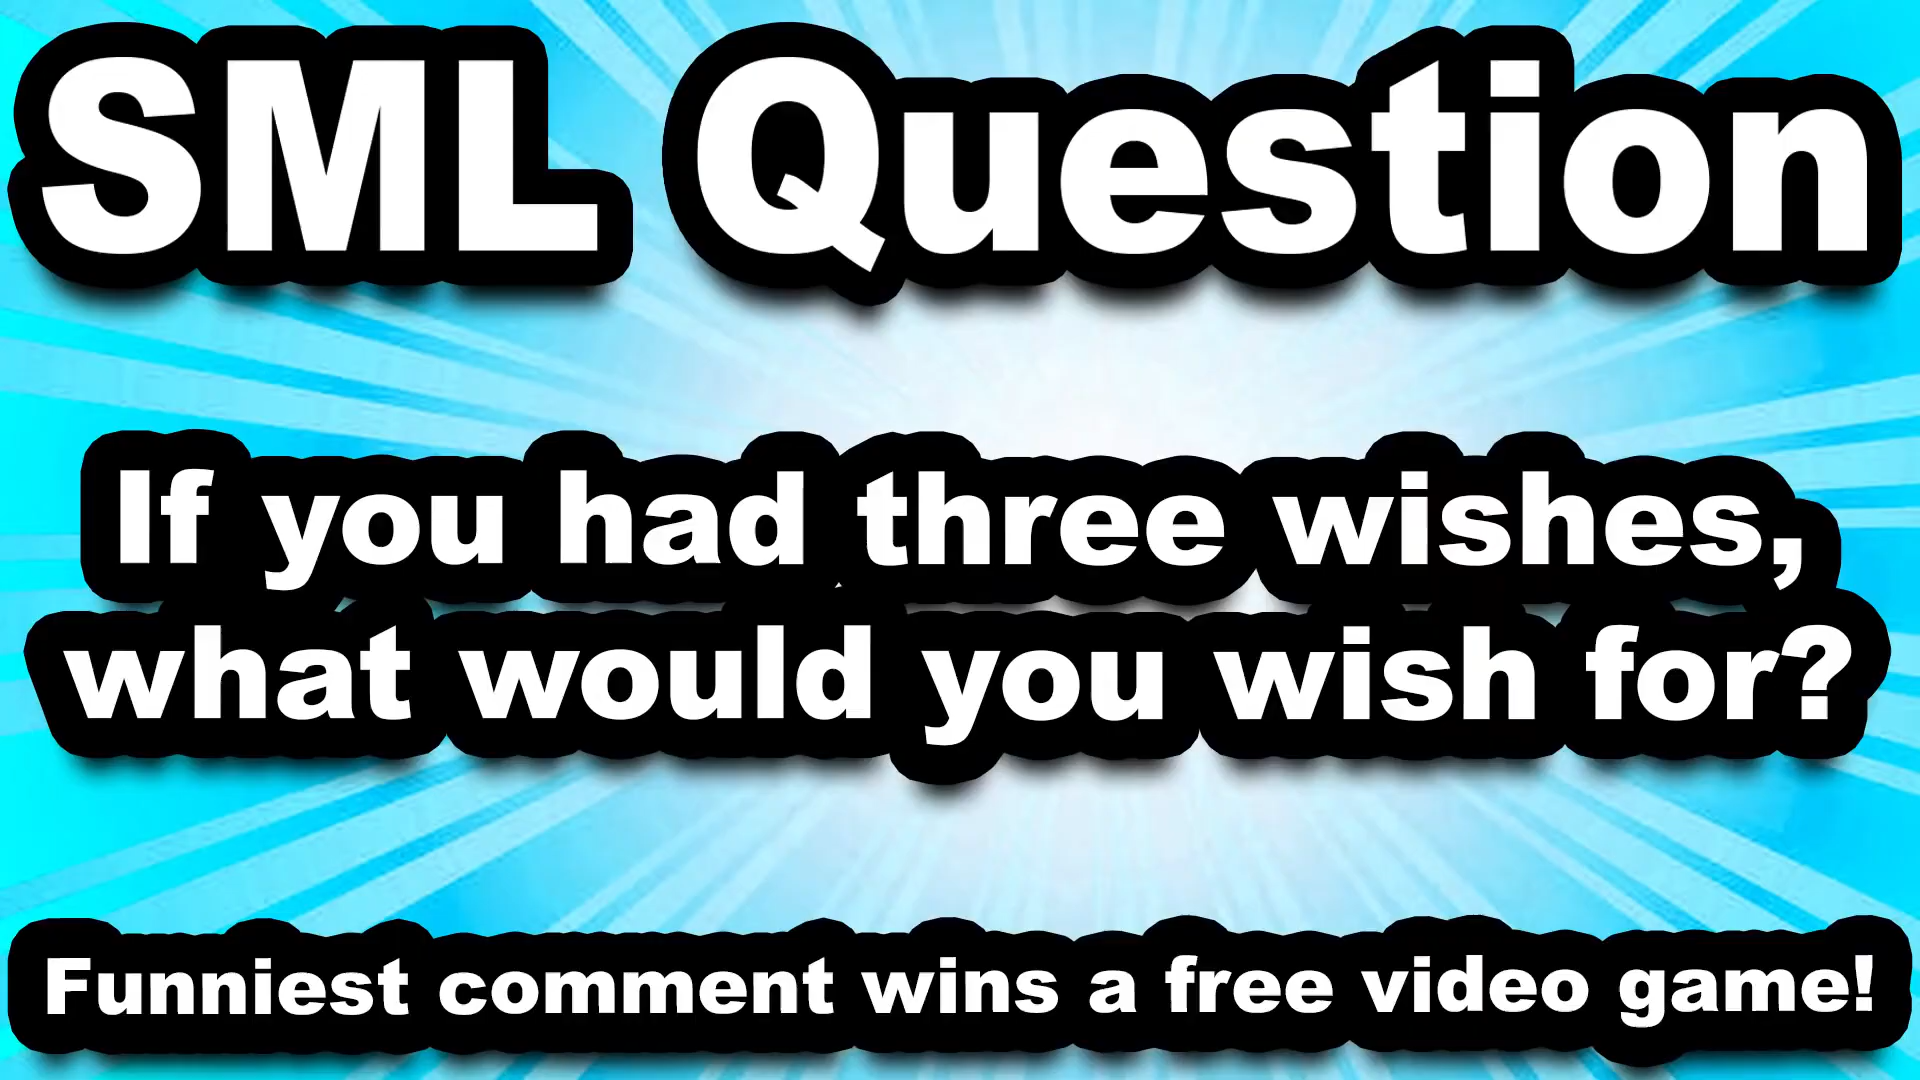 SML Question
If you had three wishes,
what would you wish for?
Funniest comment wins a free video game!